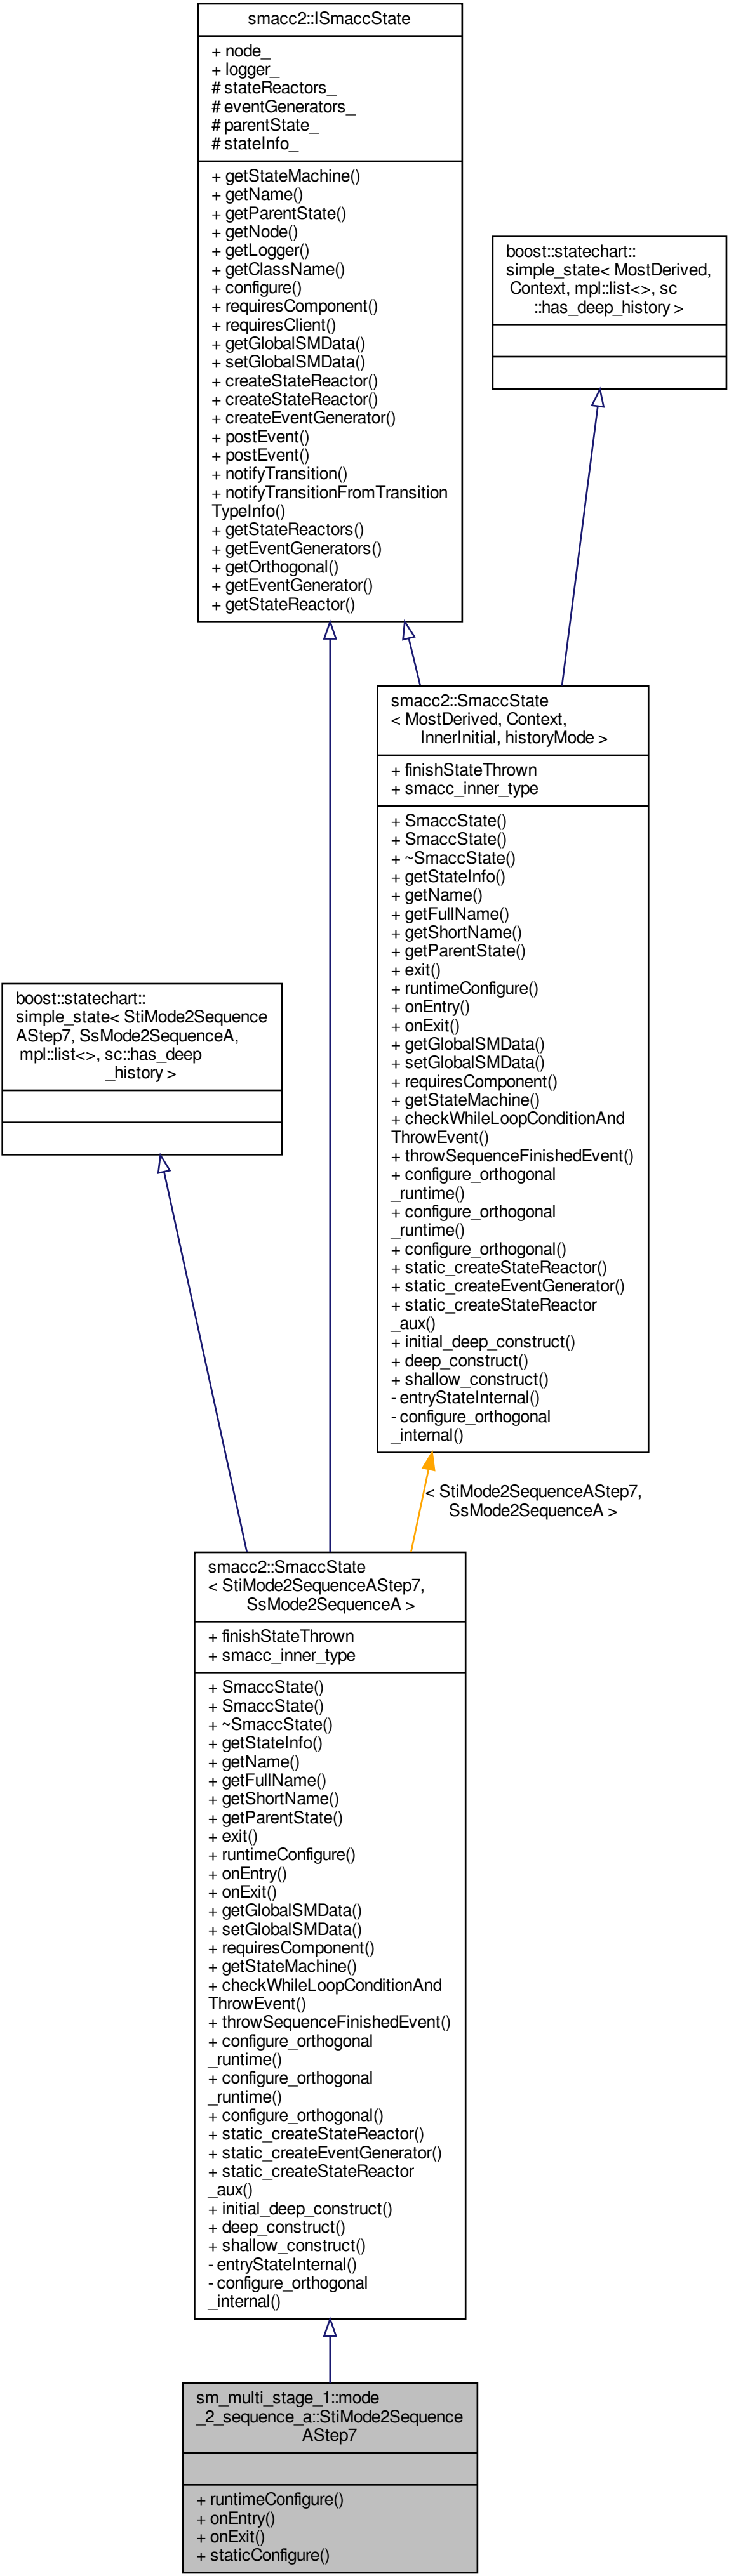 smacc2::ISmaccState
+ node_
+ logger_
# stateReactors_
# eventGenerators_
# parentState_
# stateInfo_
+ getStateMachine()
+ getName()
+ getParentState()
+ getNode()
+ getLogger()
+ getClassName()
+ configure()
+ requiresComponent()
+ requiresClient()
+ getGlobalSMData()
+ setGlobalSMData()
+ createStateReactor()
+ createStateReactor()
+ createEventGenerator()
+ postEvent()
+ postEvent()
+ notifyTransition()
+ notifyTransitionFromTransition
TypeInfo()
+ getStateReactors()
+ getEventGenerators()
+ getOrthogonal()
+ getEventGenerator()
+ getStateReactor()
boost::statechart::
simple_state< MostDerived,
Context, mpl::list<>, sc
::has_deep_history >
smacc2::SmaccState
< MostDerived, Context,
InnerInitial, historyMode >
+ finishStateThrown
+ smacc_inner_type
+ SmaccState()
+ SmaccState()
+ ~SmaccState()
+ getStateInfo()
+ getName()
+ getFullName()
+ getShortName()
+ getParentState()
+ exit()
+ runtimeConfigure()
+ onEntry()
+ onExit()
+ getGlobalSMData()
+ setGlobalSMData()
+ requiresComponent()
+ getStateMachine()
+ checkWhileLoopConditionAnd
ThrowEvent()
+ throwSequenceFinishedEvent()
+ configure_orthogonal
_runtime()
+ configure_orthogonal
_runtime()
+ configure_orthogonal()
+ static_createStateReactor()
+ static_createEventGenerator()
+ static_createStateReactor
_aux()
+ initial_deep_construct()
+ deep_construct()
+ shallow_construct()
- entryStateInternal()
- configure_orthogonal
_internal()
boost::statechart::
simple_state< StiMode2Sequence
AStep7, SsMode2SequenceA,
mpl::list<>, sc::has_deep
_history >
< StiMode2SequenceAStep7,
SsMode2SequenceA >
smacc2::SmaccState
< StiMode2SequenceAStep7,
SsMode2SequenceA >
+ finishStateThrown
+ smacc_inner_type
+ SmaccState()
+ SmaccState()
+ ~SmaccState()
+ getStateInfo()
+ getName()
+ getFullName()
+ getShortName()
+ getParentState()
+ exit()
+ runtimeConfigure()
+ onEntry()
+ onExit()
+ getGlobalSMData()
+ setGlobalSMData()
+ requiresComponent()
+ getStateMachine()
+ checkWhileLoopConditionAnd
ThrowEvent()
+ throwSequenceFinishedEvent()
+ configure_orthogonal
_runtime()
+ configure_orthogonal
_runtime()
+ configure_orthogonal()
+ static_createStateReactor()
+ static_createEventGenerator()
+ static_createStateReactor
_aux()
+ initial_deep_construct()
+ deep_construct()
+ shallow_construct()
- entryStateInternal()
- configure_orthogonal
_internal()
sm_multi_stage_1::mode
_2_sequence_a::StiMode2Sequence
AStep7
+ runtimeConfigure()
+ onEntry()
+ onExit()
+ staticConfigure()